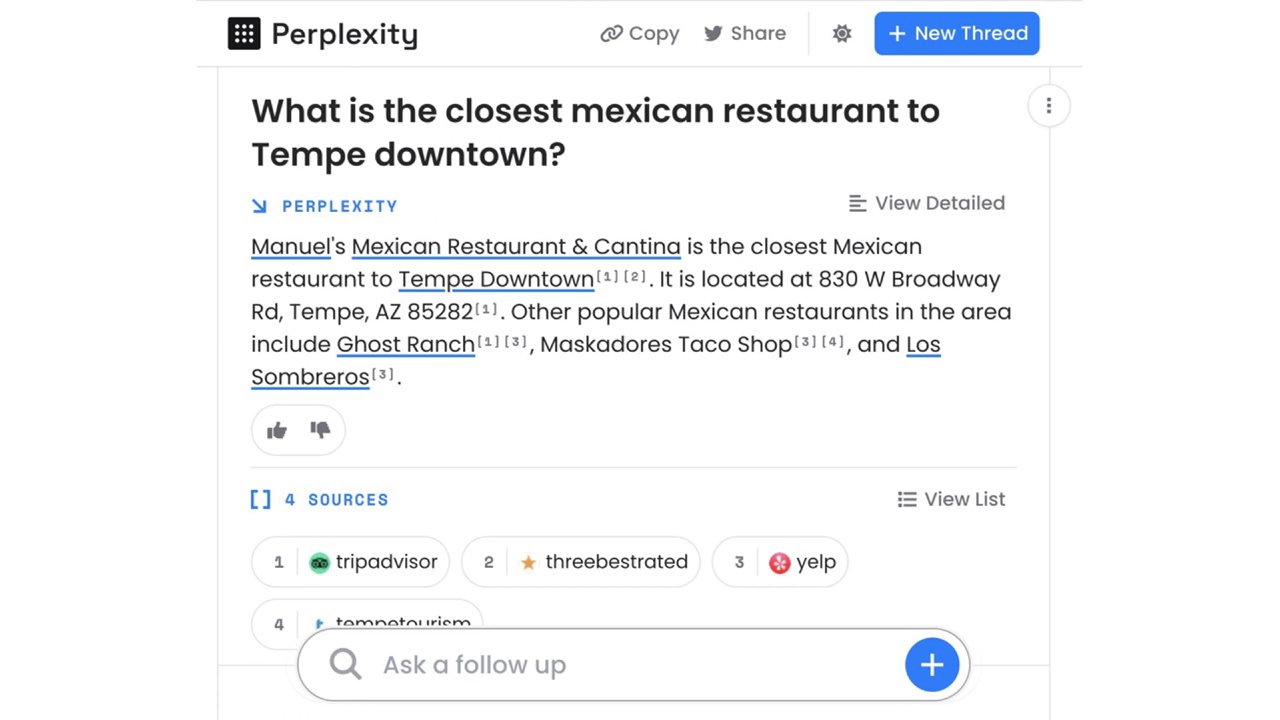 Perplexity
Copy
Share
+ New Thread
What is the closest mexican restaurant to
Tempe downtown?
PERPLEXITY
View Detailed
Manuel's Mexican Restaurant & Cantina is the closest Mexican
restaurant to Tempe Downtown[1][2]. It is located at 830 W Broadway
Rd, Tempe, AZ 85282[1]. Other popular Mexican restaurants in the area
include Ghost Ranch[1][3], Maskadores Taco Shop[3][4], and Los
Sombreros[3].
4 SOURCES
View List
1 tripadvisor
2 threebestrated
3 yelp
4 tempetourism
Ask a follow up